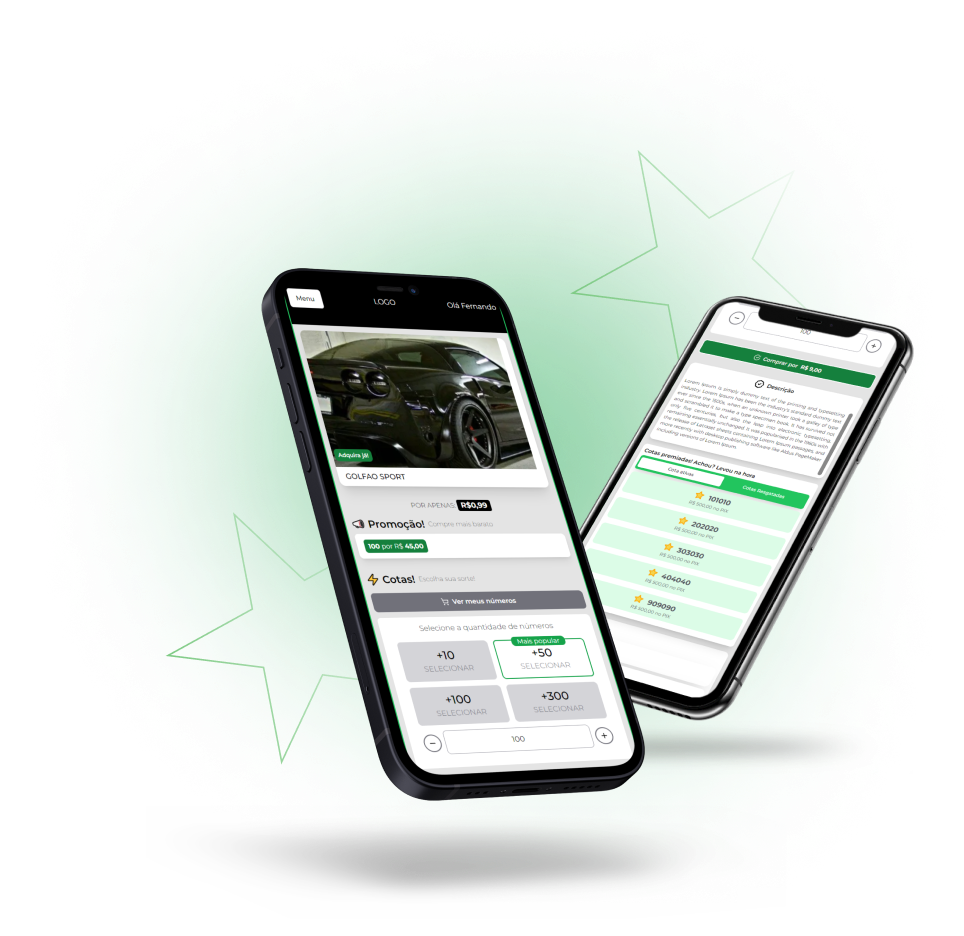 Menu
LOGO
Olá Fernando
Adquira já!
GOLFAO SPORT
POR APENAS R$0,99
Promoção! Compre mais barato
100 por R$ 45,00
Cotas! Escolha sua sorte!
Ver meus números
Selecione a quantidade de números
+10
SELECIONAR
Mais popular
+50
SELECIONAR
+100
SELECIONAR
+300
SELECIONAR
100
100
Comprar por R$ 9,00
Descrição
Lorem Ipsum is simply dummy text of the printing and typesetting
industry. Lorem Ipsum has been the industry's standard dummy text
ever since the 1500s, when an unknown printer took a galley of type
and scrambled it to make a type specimen book. It has survived not
only five centuries, but also the leap into electronic typesetting,
remaining essentially unchanged. It was popularised in the 1960s with
the release of Letraset sheets containing Lorem Ipsum passages, and
more recently with desktop publishing software like Aldus PageMaker
including versions of Lorem Ipsum.
Cotas premiadas! Achou? Levou na hora
Cota ativas
Cotas Resgatadas
101010
R$ 500,00 no PIX
202020
R$ 500,00 no PIX
303030
R$ 500,00 no PIX
404040
R$ 500,00 no PIX
909090
R$ 500,00 no PIX